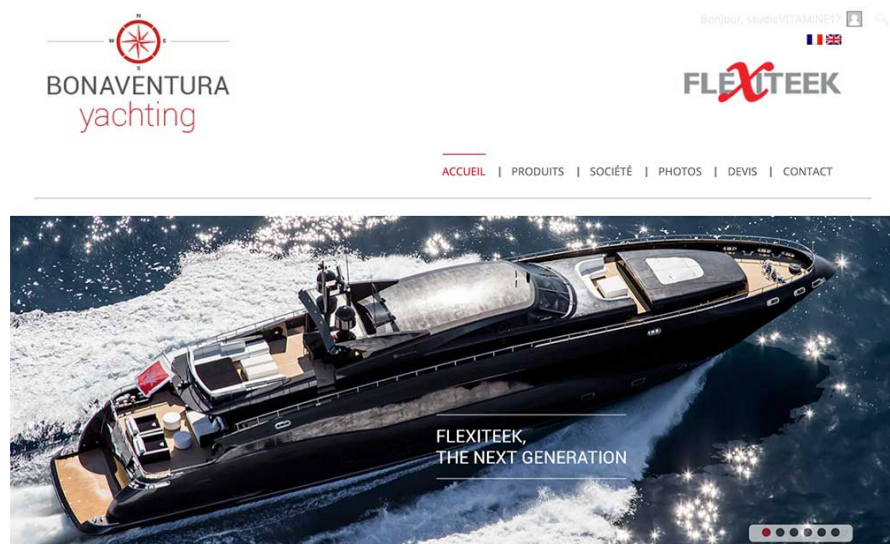 Bonjour, studioVITAMINE17
N
W
E
S
BONAVENTURA
yachting
FLEXITEEK
ACCUEIL | PRODUITS | SOCIÉTÉ | PHOTOS | DEVIS | CONTACT
FLEXITEEK,
THE NEXT GENERATION